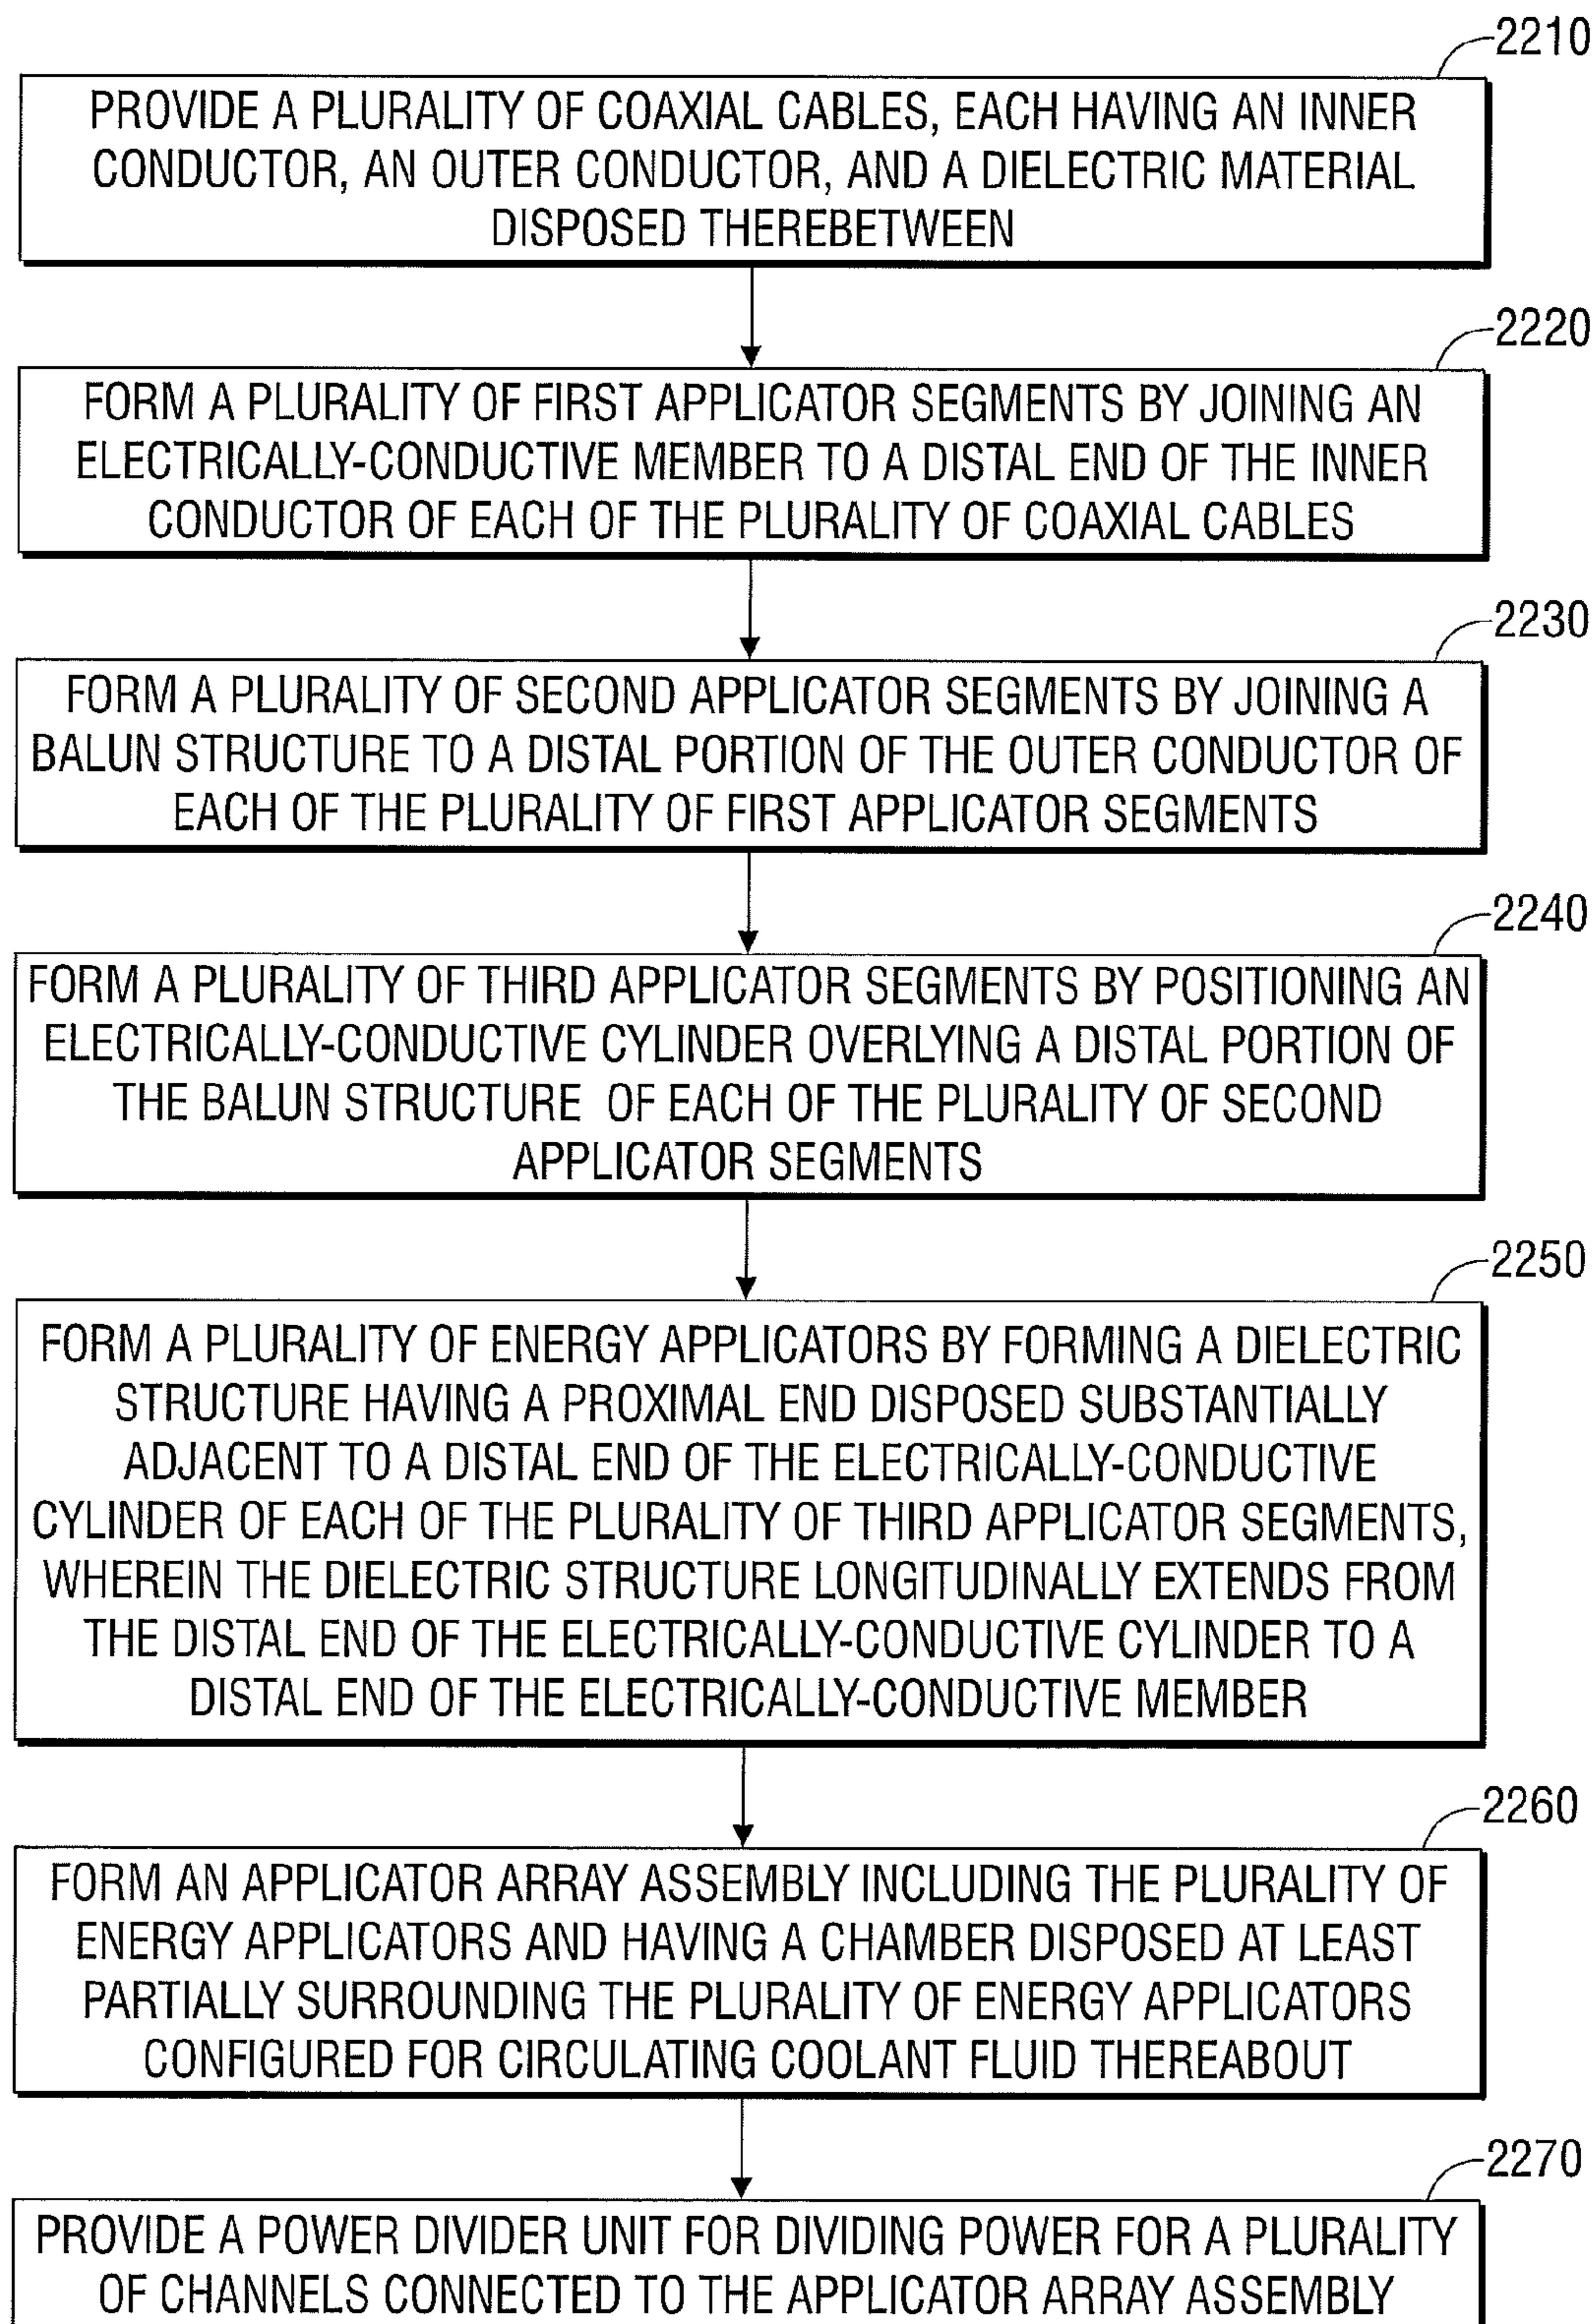 2210
PROVIDE A PLURALITY OF COAXIAL CABLES, EACH HAVING AN INNER
CONDUCTOR, AN OUTER CONDUCTOR, AND A DIELECTRIC MATERIAL
DISPOSED THEREBETWEEN
2220
FORM A PLURALITY OF FIRST APPLICATOR SEGMENTS BY JOINING AN
ELECTRICALLY-CONDUCTIVE MEMBER TO A DISTAL END OF THE INNER
CONDUCTOR OF EACH OF THE PLURALITY OF COAXIAL CABLES
2230
FORM A PLURALITY OF SECOND APPLICATOR SEGMENTS BY JOINING A
BALUN STRUCTURE TO A DISTAL PORTION OF THE OUTER CONDUCTOR OF
EACH OF THE PLURALITY OF FIRST APPLICATOR SEGMENTS
2240
FORM A PLURALITY OF THIRD APPLICATOR SEGMENTS BY POSITIONING AN
ELECTRICALLY-CONDUCTIVE CYLINDER OVERLYING A DISTAL PORTION OF
THE BALUN STRUCTURE OF EACH OF THE PLURALITY OF SECOND
APPLICATOR SEGMENTS
2250
FORM A PLURALITY OF ENERGY APPLICATORS BY FORMING A DIELECTRIC
STRUCTURE HAVING A PROXIMAL END DISPOSED SUBSTANTIALLY
ADJACENT TO A DISTAL END OF THE ELECTRICALLY-CONDUCTIVE
CYLINDER OF EACH OF THE PLURALITY OF THIRD APPLICATOR SEGMENTS,
WHEREIN THE DIELECTRIC STRUCTURE LONGITUDINALLY EXTENDS FROM
THE DISTAL END OF THE ELECTRICALLY-CONDUCTIVE CYLINDER TO A
DISTAL END OF THE ELECTRICALLY-CONDUCTIVE MEMBER
2260
FORM AN APPLICATOR ARRAY ASSEMBLY INCLUDING THE PLURALITY OF
ENERGY APPLICATORS AND HAVING A CHAMBER DISPOSED AT LEAST
PARTIALLY SURROUNDING THE PLURALITY OF ENERGY APPLICATORS
CONFIGURED FOR CIRCULATING COOLANT FLUID THEREABOUT
2270
PROVIDE A POWER DIVIDER UNIT FOR DIVIDING POWER FOR A PLURALITY
OF CHANNELS CONNECTED TO THE APPLICATOR ARRAY ASSEMBLY